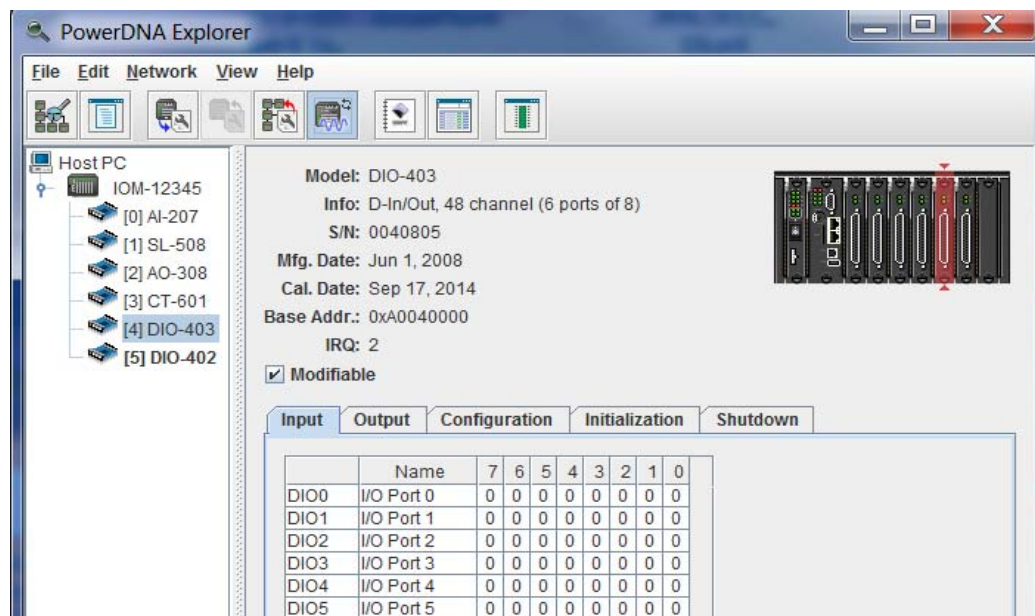 PowerDNA Explorer
File Edit Network View Help
Host PC
IOM-12345
[0] AI-207
[1] SL-508
[2] AO-308
[3] CT-601
[4] DIO-403
[5] DIO-402
Model: DIO-403
Info: D-In/Out, 48 channel (6 ports of 8)
S/N: 0040805
Mfg. Date: Jun 1, 2008
Cal. Date: Sep 17, 2014
Base Addr.: 0xA0040000
IRQ: 2
Modifiable
Input Output Configuration Initialization Shutdown
Name 7 6 5 4 3 2 1 0
DIO0 I/O Port 0 0 0 0 0 0 0 0 0
DIO1 I/O Port 1 0 0 0 0 0 0 0 0
DIO2 I/O Port 2 0 0 0 0 0 0 0 0
DIO3 I/O Port 3 0 0 0 0 0 0 0 0
DIO4 I/O Port 4 0 0 0 0 0 0 0 0
DIO5 I/O Port 5 0 0 0 0 0 0 0 0